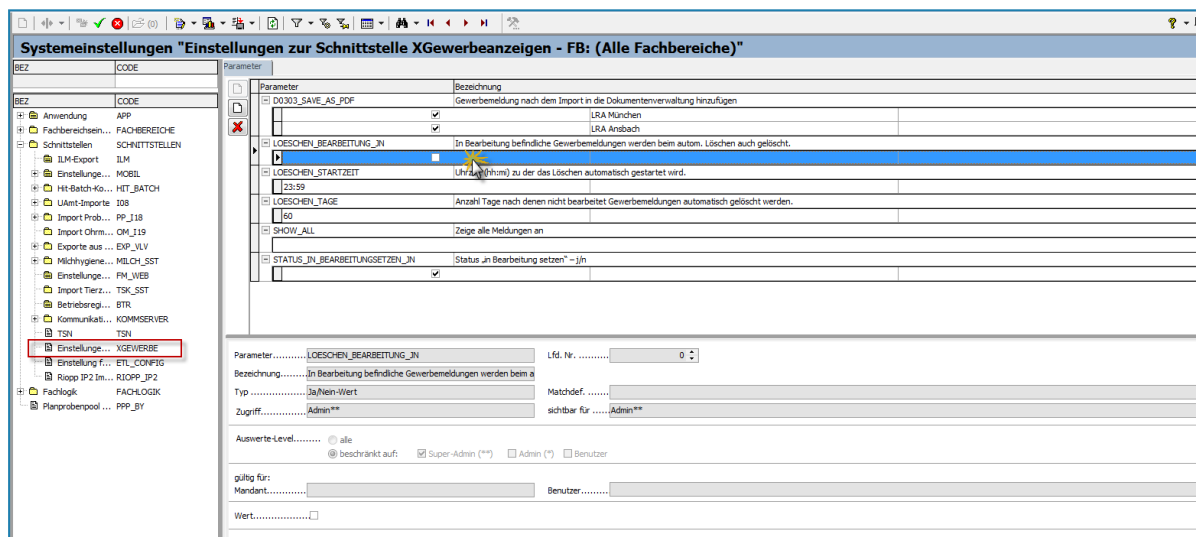 Systemeinstellungen "Einstellungen zur Schnittstelle XGewerbeanzeigen - FB: (Alle Fachbereiche)"
BEZ CODE
BEZ CODE
Anwendung APP
Fachbereichsein... FACHBEREICHE
Schnittstellen SCHNITTSTELLEN
ILM-Export ILM
Einstellunge... MOBIL
Hit-Batch-Ko... HIT_BATCH
UAmt-Importe I08
Import Prob... PP_I18
Import Ohrm... OM_I19
Exporte aus ... EXP_VLV
Milchhygiene... MILCH_SST
Einstellunge... FM_WEB
Import Tierz... TSK_SST
Betriebsregi... BTR
Kommunikati... KOMMSERVER
TSN TSN
Einstellunge... XGEWERBE
Einstellung f... ETL_CONFIG
Riopp IP2 Im... RIOPP_IP2
Fachlogik FACHLOGIK
Planprobenpool ... PPP_BY
Parameter
Parameter Bezeichnung
D0303_SAVE_AS_PDF Gewerbemeldung nach dem Import in die Dokumentenverwaltung hinzufügen
LRA München
LRA Ansbach
LOESCHEN_BEARBEITUNG_JN In Bearbeitung befindliche Gewerbemeldungen werden beim autom. Löschen auch gelöscht.
LOESCHEN_STARTZEIT (hh:mi) zu der das Löschen automatisch gestartet wird.
23:59
LOESCHEN_TAGE Anzahl Tage nach denen nicht bearbeitet Gewerbemeldungen automatisch gelöscht werden.
60
SHOW_ALL Zeige alle Meldungen an
STATUS_IN_BEARBEITUNGSETZEN_JN Status „in Bearbeitung setzen“ – j/n
Parameter........... LOESCHEN_BEARBEITUNG_JN Lfd. Nr. .......... 0
Bezeichnung......... In Bearbeitung befindliche Gewerbemeldungen werden beim a
Typ .................. Ja/Nein-Wert Matchdef. .......
Zugriff............... Admin** sichtbar für ...... Admin**
Auswerte-Level......... alle
beschränkt auf: Super-Admin (**) Admin (*) Benutzer
gültig für:
Mandant............. Benutzer.........
Wert...................